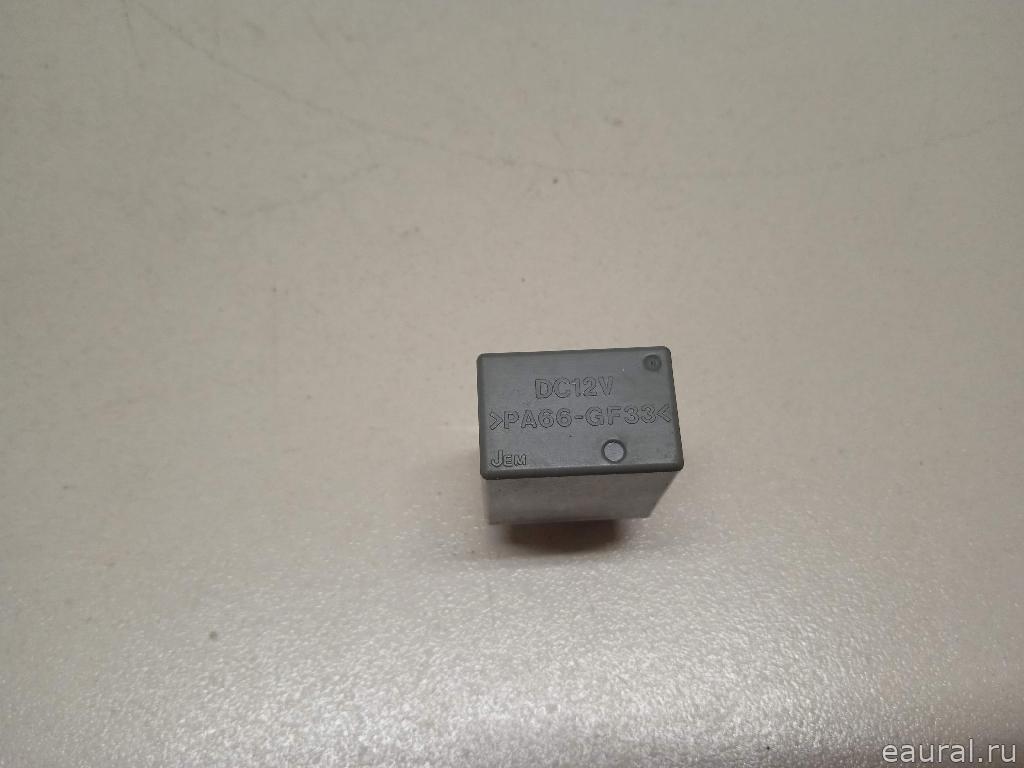 DC12V
>PA66-GF33<
JEM
eaural.ru